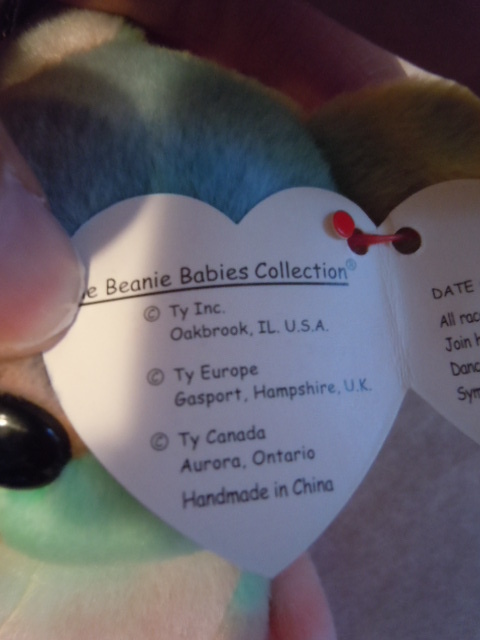 e Beanie Babies Collection®
© Ty Inc.
Oakbrook, IL. U.S.A.
© Ty Europe
Gasport, Hampshire, U.K.
© Ty Canada
Aurora, Ontario
Handmade in China
DATE
All rac
Join
Danc
Sym